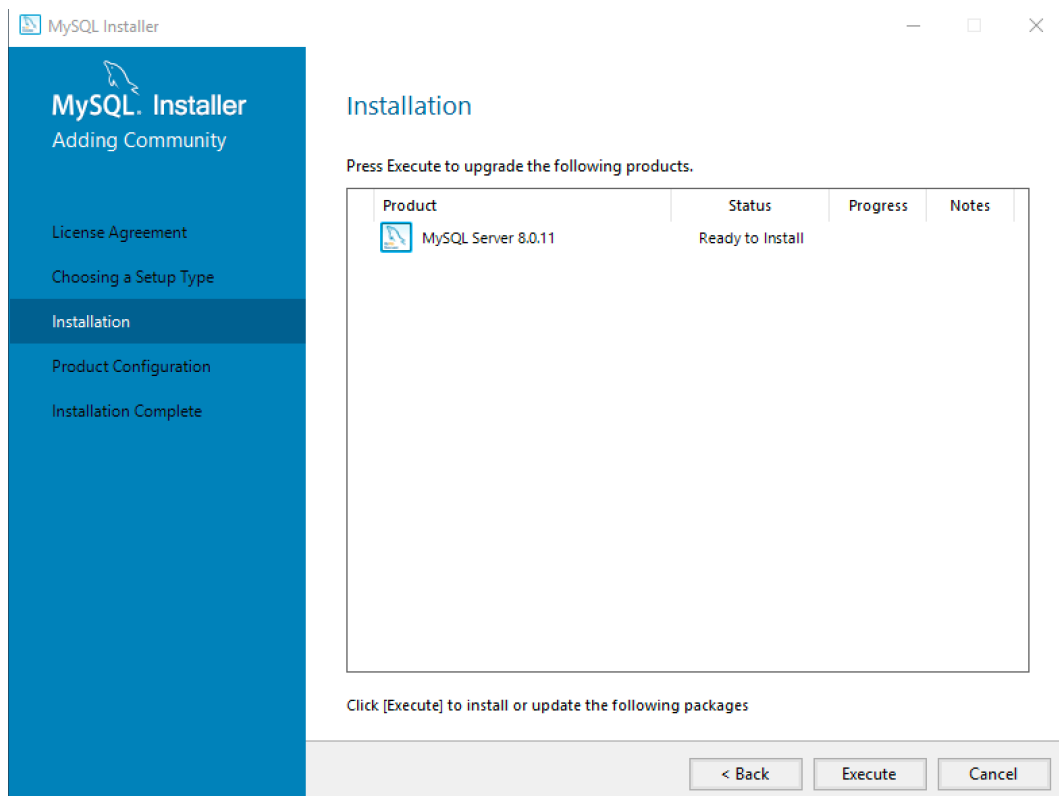 MySQL Installer
MySQL. Installer
Adding Community
License Agreement
Choosing a Setup Type
Installation
Product Configuration
Installation Complete
Installation
Press Execute to upgrade the following products.
Product Status Progress Notes
MySQL Server 8.0.11 Ready to Install
Click [Execute] to install or update the following packages
< Back Execute Cancel